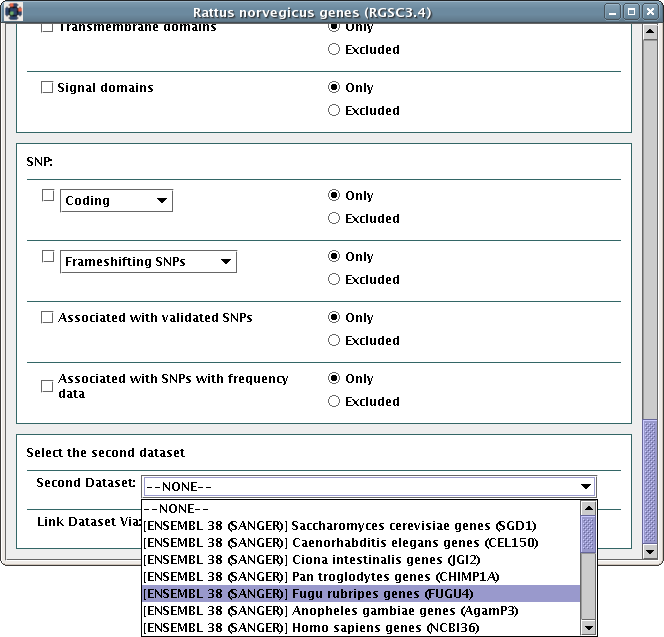 Rattus norvegicus genes (RGSC3.4)
Transmembrane domains
Only
Excluded
Signal domains
Only
Excluded
SNP:
Coding
Only
Excluded
Frameshifting SNPs
Only
Excluded
Associated with validated SNPs
Only
Excluded
Associated with SNPs with frequency
data
Only
Excluded
Select the second dataset
Second Dataset: --NONE--
--NONE--
[ENSEMBL 38 (SANGER)] Saccharomyces cerevisiae genes (SGD1)
Link Dataset Via:
[ENSEMBL 38 (SANGER)] Caenorhabditis elegans genes (CEL150)
[ENSEMBL 38 (SANGER)] Ciona intestinalis genes (JGI2)
[ENSEMBL 38 (SANGER)] Pan troglodytes genes (CHIMP1A)
[ENSEMBL 38 (SANGER)] Fugu rubripes genes (FUGU4)
[ENSEMBL 38 (SANGER)] Anopheles gambiae genes (AgamP3)
[ENSEMBL 38 (SANGER)] Homo sapiens genes (NCBI36)